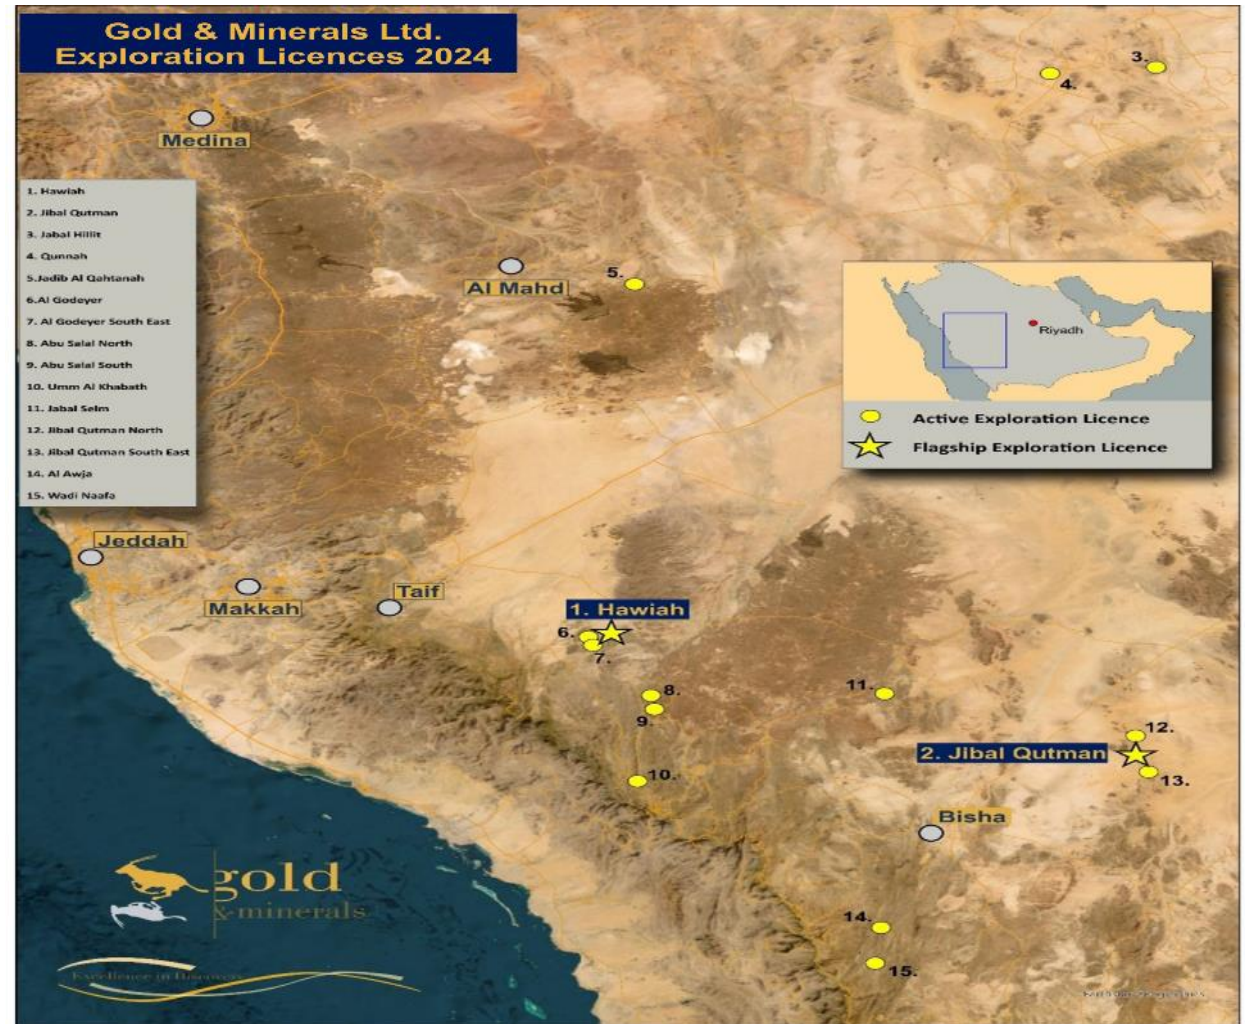 Gold & Minerals Ltd.
Exploration Licences 2024
3.
4.
Medina
1. Hawiah
2. Jibal Qutman
3. Jabal Hillit
4. Qunnah
5.Jadib Al Qahtanah
6.Al Godeyer
7. Al Godeyer South East
8. Abu Salal North
9. Abu Salal South
10. Umm Al Khabath
11. Jabal Selm
12. Jibal Qutman North
13. Jibal Qutman South East
14. Al Awja
15. Wadi Naafa
Al Mahd
5.
Riyadh
Active Exploration Licence
Flagship Exploration Licence
Jeddah
Makkah
Taif
1. Hawiah
6.
7.
8.
9.
10.
11.
12.
2. Jibal Qutman
13.
Bisha
14.
15.
gold
& minerals
Excellence in Discovery